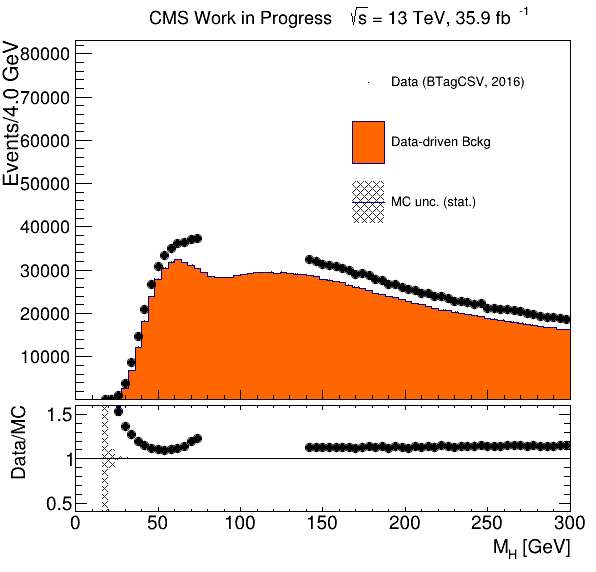 CMS Work in Progress √s = 13 TeV, 35.9 fb -1
Events/4.0 GeV
80000
70000
60000
50000
40000
30000
20000
10000
Data (BTagCSV, 2016)
Data-driven Bckg
MC unc. (stat.)
Data/MC
1.5
1
0.5
0 50 100 150 200 250 300
M_H [GeV]